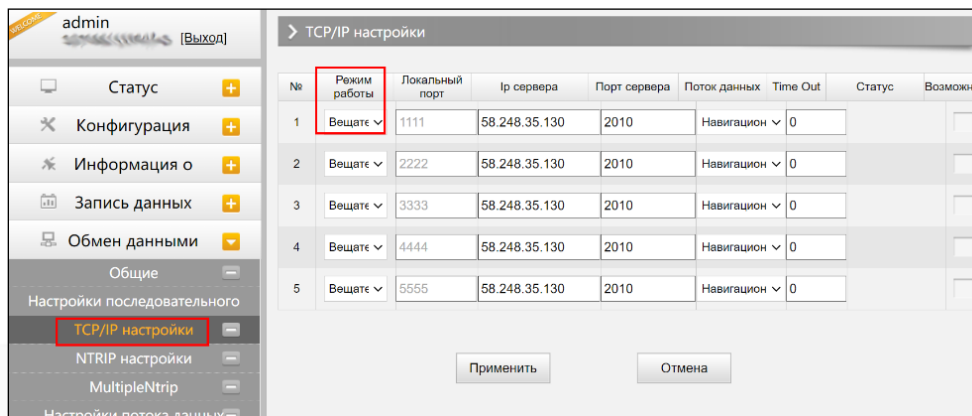 WELCOME
admin
[Выход]
TCP/IP настройки
Статус
Конфигурация
Информация о
Запись данных
Обмен данными
Общие
Настройки последовательного
TCP/IP настройки
NTRIP настройки
MultipleNtrip
Настройки потока данных
№ Режим работы Локальный порт Ip сервера Порт сервера Поток данных Time Out Статус Возможн
1 Вещате 1111 58.248.35.130 2010 Навигацион 0
2 Вещате 2222 58.248.35.130 2010 Навигацион 0
3 Вещате 3333 58.248.35.130 2010 Навигацион 0
4 Вещате 4444 58.248.35.130 2010 Навигацион 0
5 Вещате 5555 58.248.35.130 2010 Навигацион 0
Применить Отмена